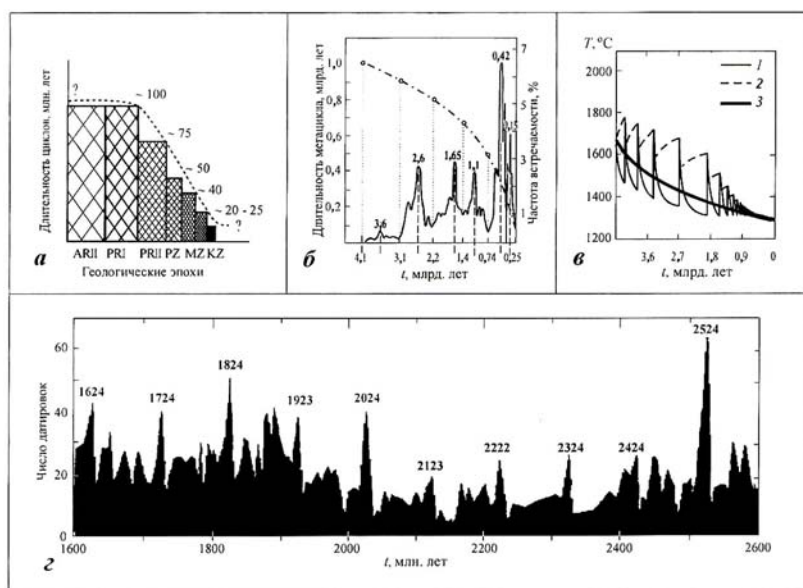 Длительность циклов, млн. лет
?
~ 100
~ 75
~ 50
~ 40
~ 20 - 25
?
ARII PRI PRII PZ MZ KZ
Геологические эпохи
а
Длительность метацикла, млрд. лет
1,0
0,8
0,6
0,4
0,2
0,42
2,6
1,65
1,1
3,6
7
5
3
1
Частота встречаемости, %
4,1 3,1 2,2 1,4 0,74 0,25
t, млрд. лет
б
T, °C
2000
1800
1600
1400
1200
1
2
3
3,6 2,7 1,8 0,9 0
t, млрд. лет
в
Число датировок
60
40
20
0
1624
1724
1824
1923
2024
2123
2222
2324
2424
2524
1600 1800 2000 2200 2400 2600
t, млн. лет
г